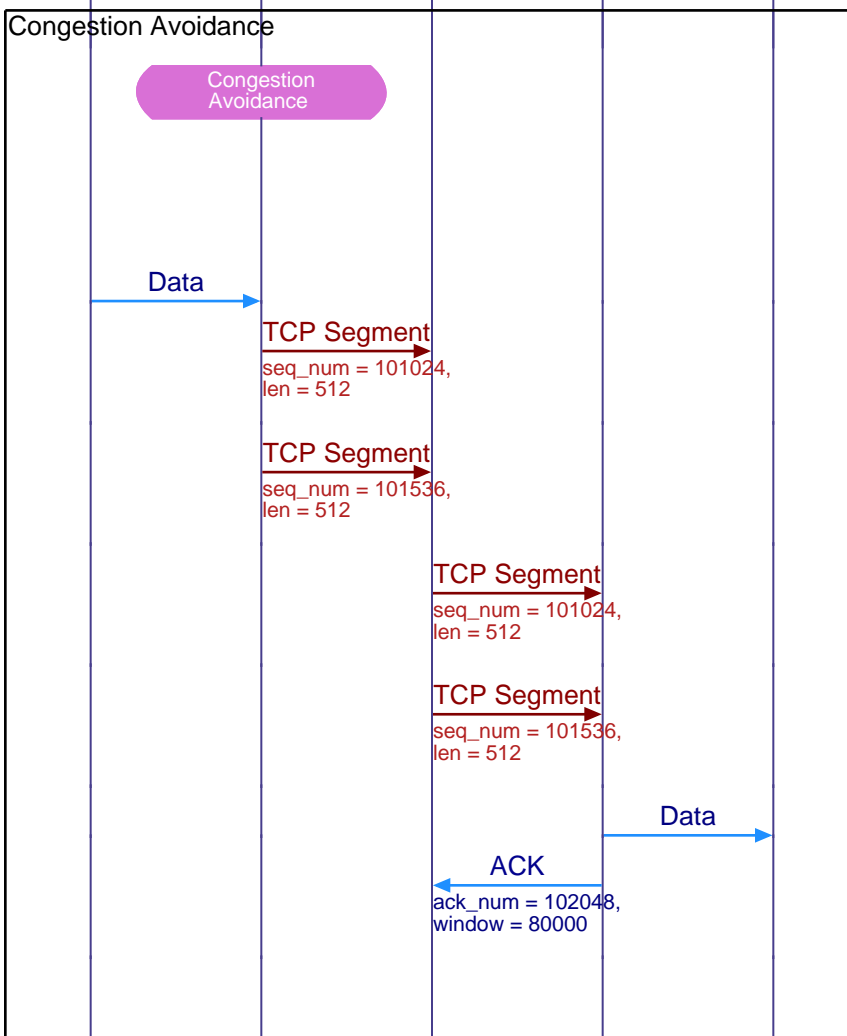 Congestion Avoidance
Congestion
Avoidance
Data
TCP Segment
seq_num = 101024,
len = 512
TCP Segment
seq_num = 101536,
len = 512
TCP Segment
seq_num = 101024,
len = 512
TCP Segment
seq_num = 101536,
len = 512
Data
ACK
ack_num = 102048,
window = 80000